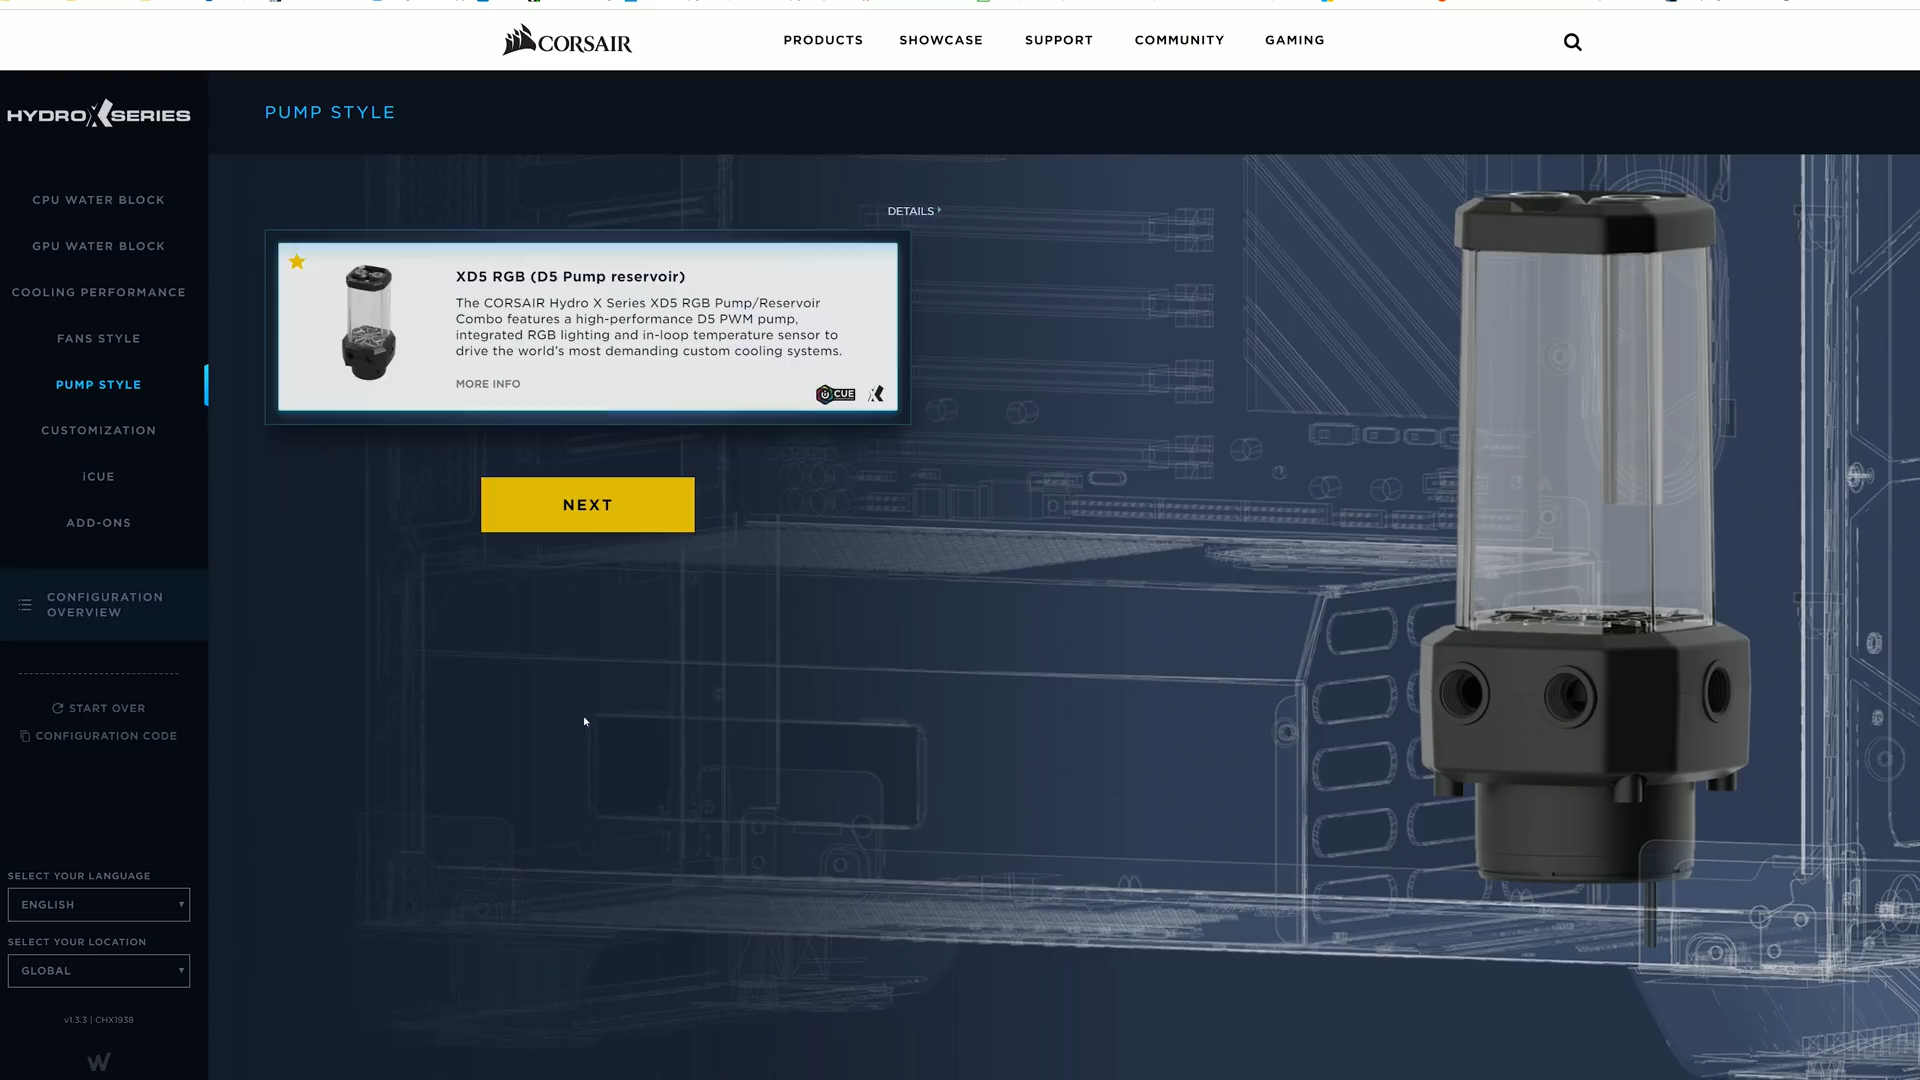 CORSAIR
PRODUCTS
SHOWCASE
SUPPORT
COMMUNITY
GAMING
HYDRO X SERIES
PUMP STYLE
CPU WATER BLOCK
GPU WATER BLOCK
COOLING PERFORMANCE
FANS STYLE
PUMP STYLE
CUSTOMIZATION
iCUE
ADD-ONS
CONFIGURATION
OVERVIEW
START OVER
CONFIGURATION CODE
SELECT YOUR LANGUAGE
ENGLISH
SELECT YOUR LOCATION
GLOBAL
v1.3.3 | CHX1938
W
DETAILS
XD5 RGB (D5 Pump reservoir)
The CORSAIR Hydro X Series XD5 RGB Pump/Reservoir
Combo features a high-performance D5 PWM pump,
integrated RGB lighting and in-loop temperature sensor to
drive the world's most demanding custom cooling systems.
MORE INFO
CUE
X
NEXT